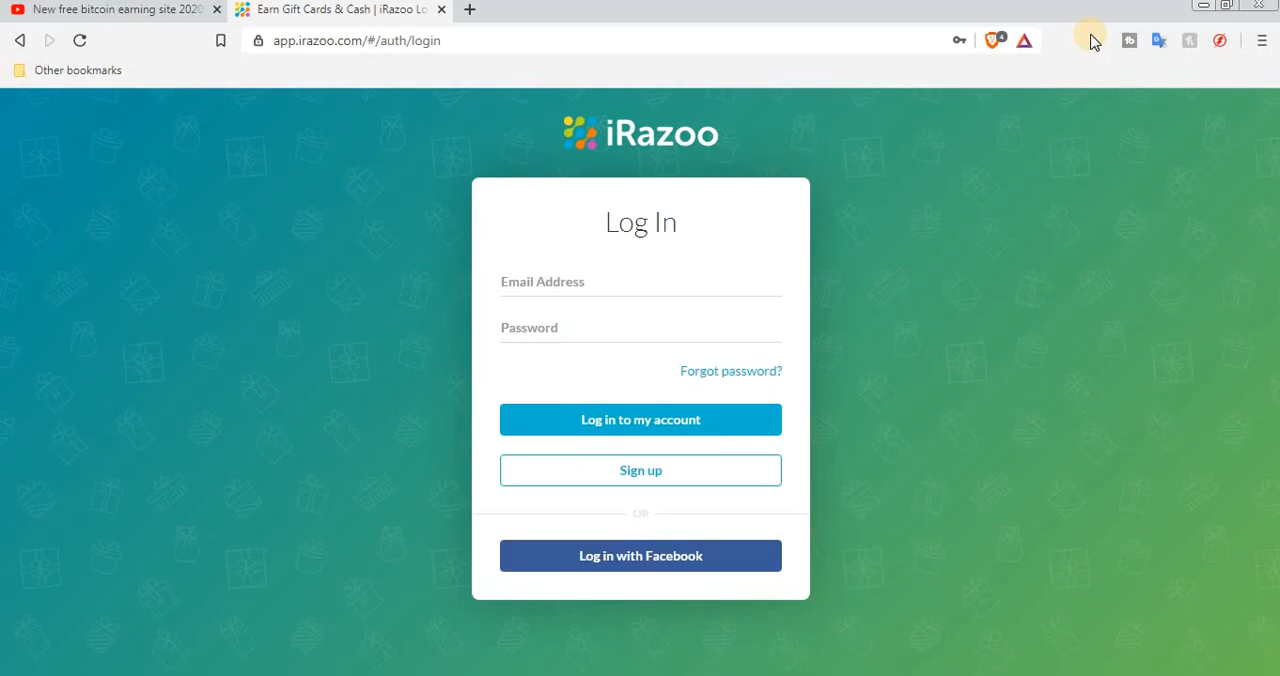 New free bitcoin earning site 2020
Earn Gift Cards & Cash | iRazoo Lo
app.irazoo.com/#/auth/login
4
Other bookmarks
iRazoo
Log In
Email Address
Password
Forgot password?
Log in to my account
Sign up
OR
Log in with Facebook